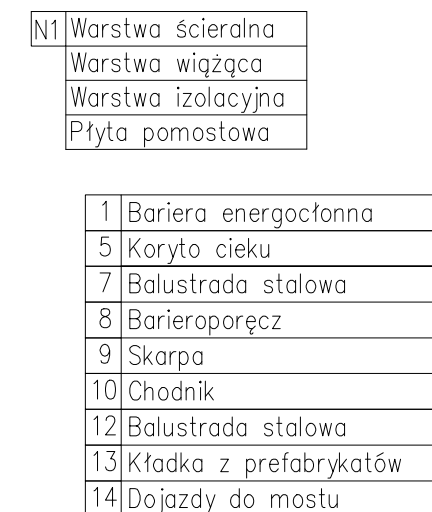 N1 Warstwa ścieralna
Warstwa wiążąca
Warstwa izolacyjna
Płyta pomostowa
1 Bariera energocłonna
5 Koryto cieku
7 Balustrada stalowa
8 Barieroporęcz
9 Skarpa
10 Chodnik
12 Balustrada stalowa
13 Kładka z prefabrykatów
14 Dojazdy do mostu